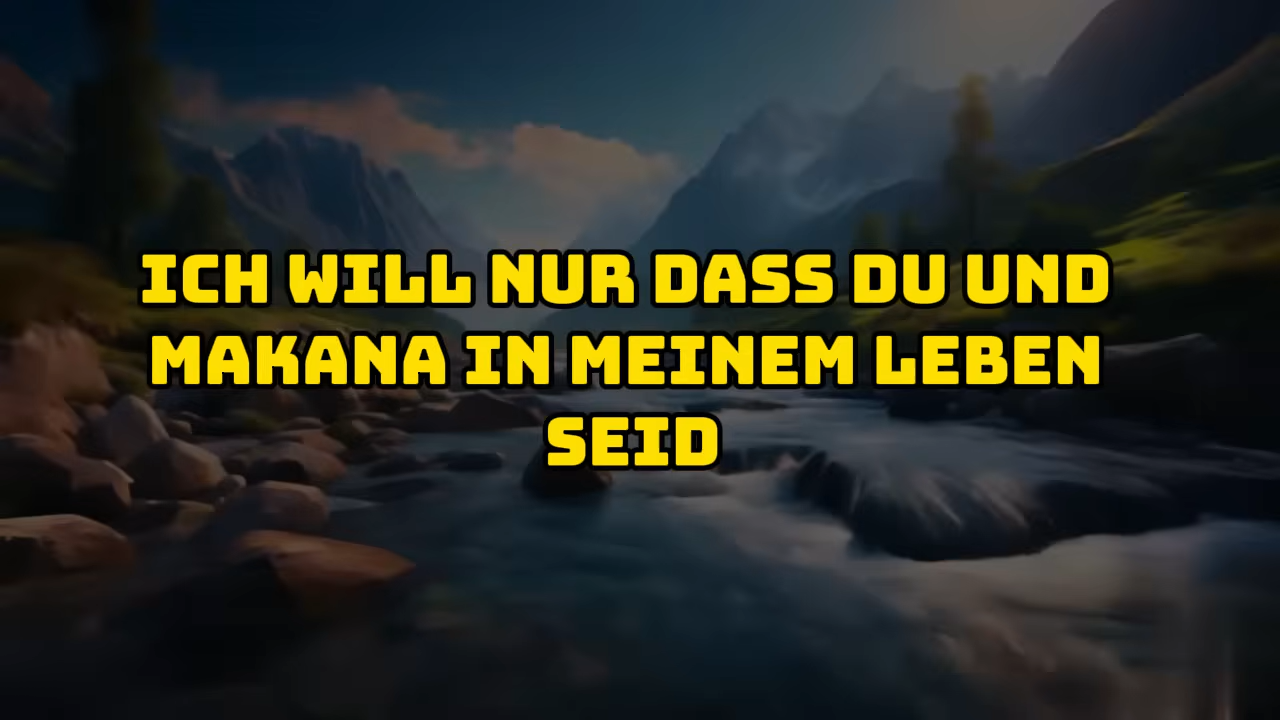 ICH WILL NUR DASS DU UND
MAKANA IN MEINEM LEBEN
SEID